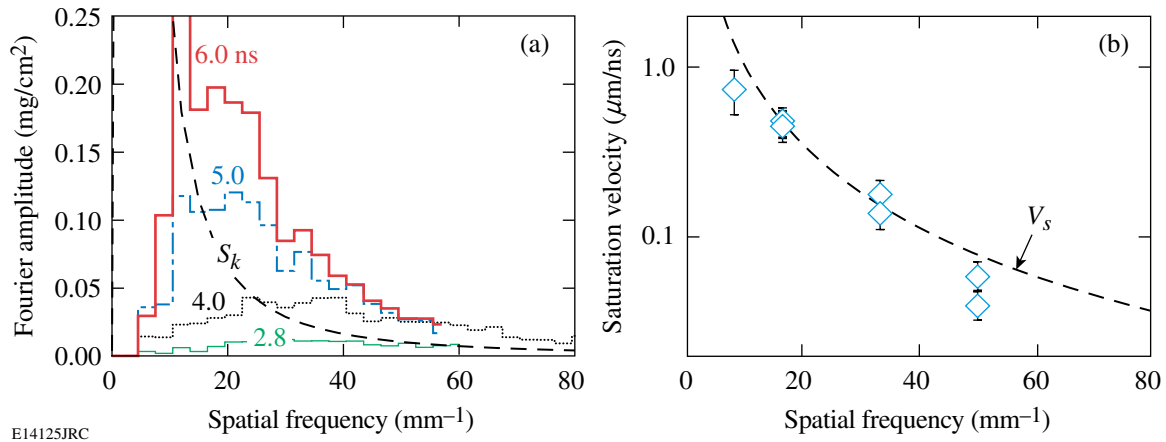 (a)
Fourier amplitude (mg/cm²)
0.25
0.20
0.15
0.10
0.05
0.00
6.0 ns
5.0
Sₖ
4.0
2.8
0 20 40 60 80
Spatial frequency (mm⁻¹)
(b)
Saturation velocity (μm/ns)
1.0
0.1
Vₛ
0 20 40 60 80
Spatial frequency (mm⁻¹)
E14125JRC